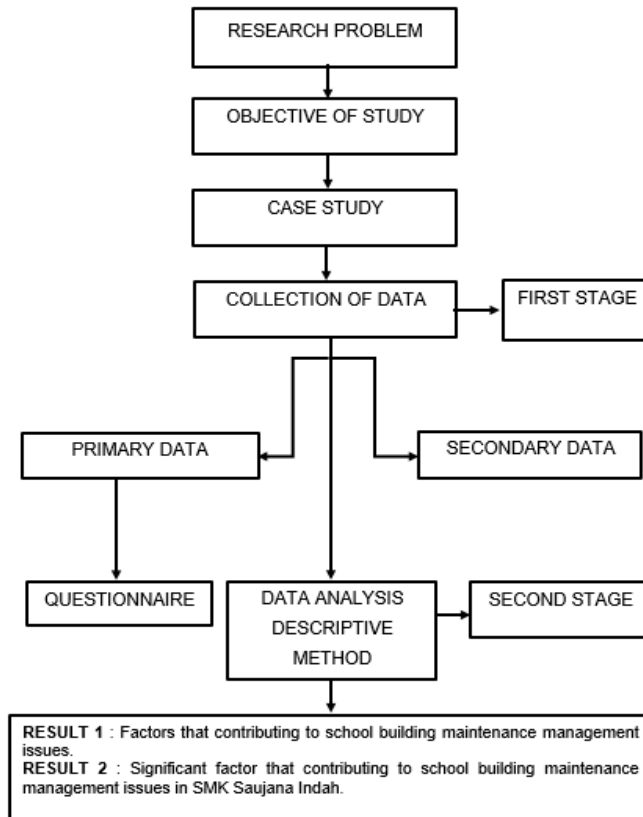 RESEARCH PROBLEM
OBJECTIVE OF STUDY
CASE STUDY
COLLECTION OF DATA
FIRST STAGE
PRIMARY DATA
SECONDARY DATA
QUESTIONNAIRE
DATA ANALYSIS
DESCRIPTIVE
METHOD
SECOND STAGE
RESULT 1 : Factors that contributing to school building maintenance management
issues.
RESULT 2 : Significant factor that contributing to school building maintenance
management issues in SMK Saujana Indah.